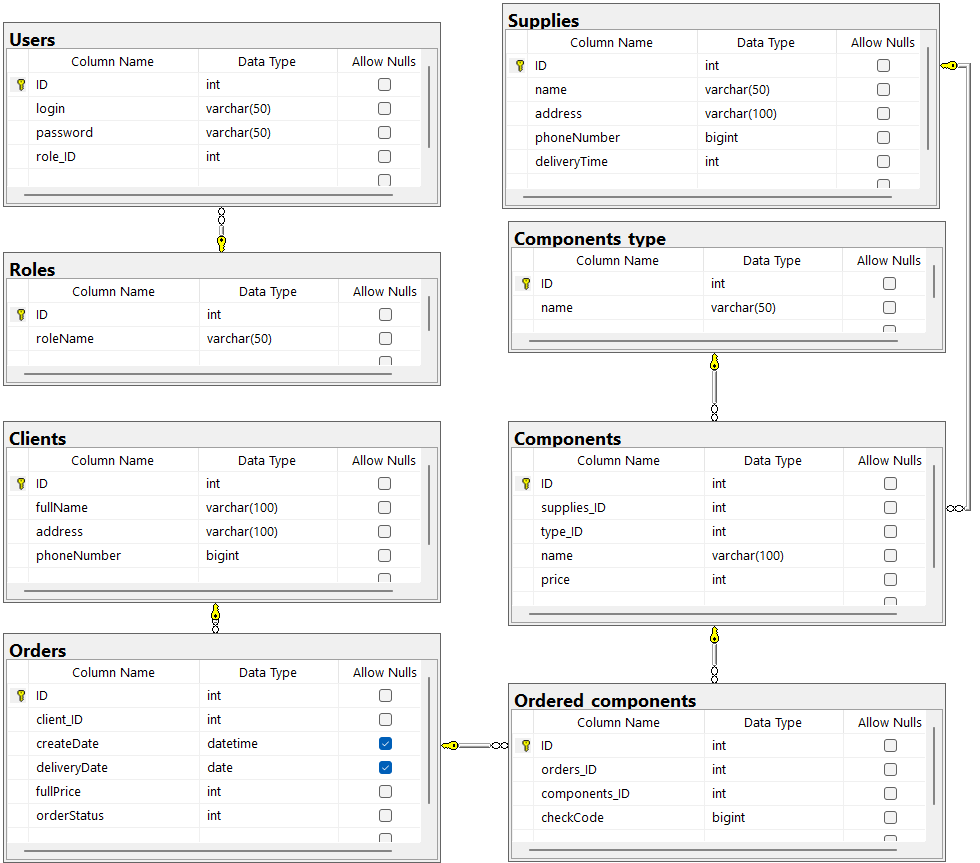 Users
Column Name Data Type Allow Nulls
ID int
login varchar(50)
password varchar(50)
role_ID int
Roles
Column Name Data Type Allow Nulls
ID int
roleName varchar(50)
Clients
Column Name Data Type Allow Nulls
ID int
fullName varchar(100)
address varchar(100)
phoneNumber bigint
Orders
Column Name Data Type Allow Nulls
ID int
client_ID int
createDate datetime
deliveryDate date
fullPrice int
orderStatus int
Supplies
Column Name Data Type Allow Nulls
ID int
name varchar(50)
address varchar(100)
phoneNumber bigint
deliveryTime int
Components_type
Column Name Data Type Allow Nulls
ID int
name varchar(50)
Components
Column Name Data Type Allow Nulls
ID int
supplies_ID int
type_ID int
name varchar(100)
price int
Ordered_components
Column Name Data Type Allow Nulls
ID int
orders_ID int
components_ID int
checkCode bigint